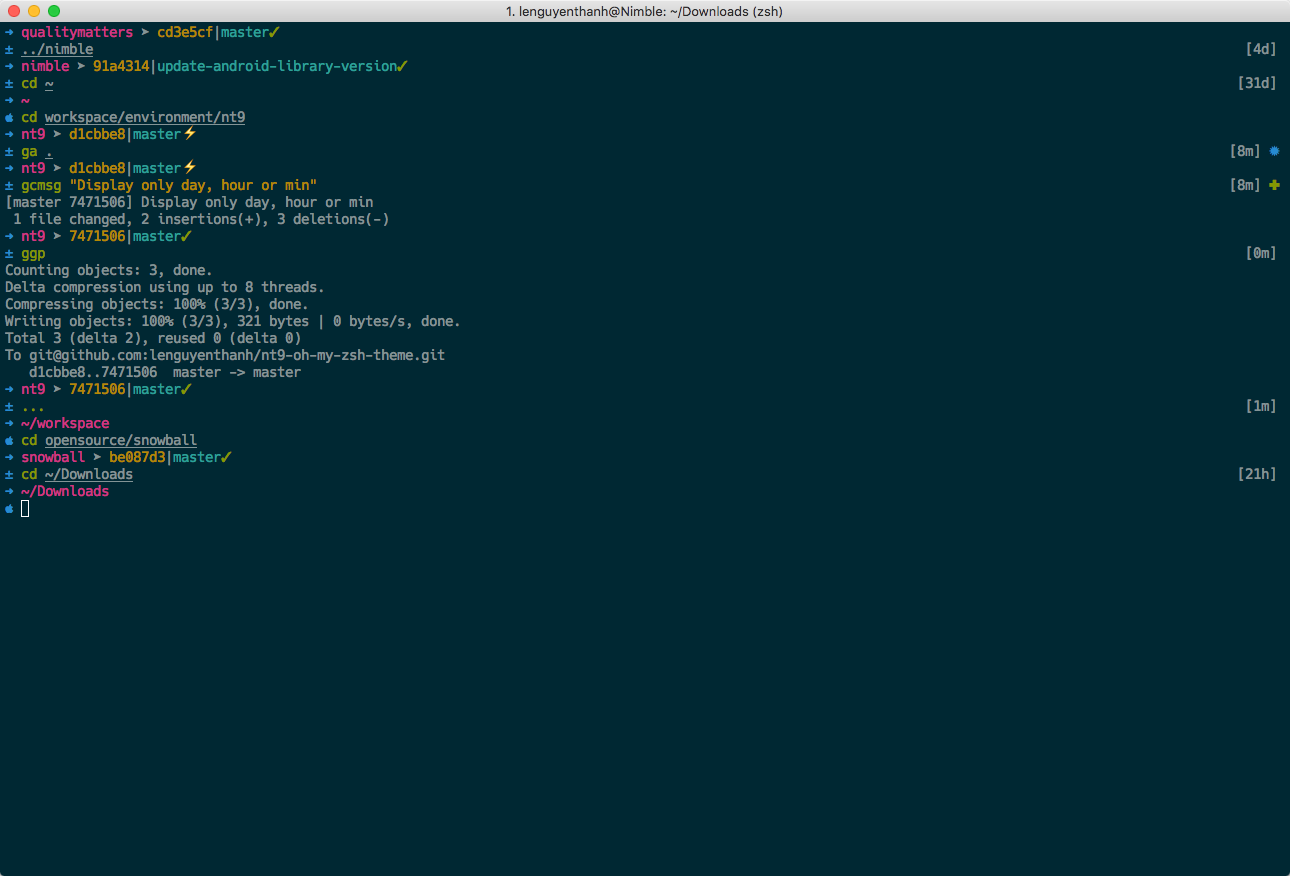 1. lenguyenthanh@Nimble: ~/Downloads (zsh)
➜ qualitymatters ➤ cd3e5cf|master✓
± ../nimble [4d]
➜ nimble ➤ 91a4314|update-android-library-version✓
± cd ~ [31d]
➜ ~
 cd workspace/environment/nt9
➜ nt9 ➤ d1cbbe8|master⚡
± ga . [8m] ✹
➜ nt9 ➤ d1cbbe8|master⚡
± gcmsg "Display only day, hour or min" [8m] ✚
[master 7471506] Display only day, hour or min
 1 file changed, 2 insertions(+), 3 deletions(-)
➜ nt9 ➤ 7471506|master✓
± ggp [0m]
Counting objects: 3, done.
Delta compression using up to 8 threads.
Compressing objects: 100% (3/3), done.
Writing objects: 100% (3/3), 321 bytes | 0 bytes/s, done.
Total 3 (delta 2), reused 0 (delta 0)
To git@github.com:lenguyenthanh/nt9-oh-my-zsh-theme.git
   d1cbbe8..7471506  master -> master
➜ nt9 ➤ 7471506|master✓
± ... [1m]
➜ ~/workspace
 cd opensource/snowball
➜ snowball ➤ be087d3|master✓
± cd ~/Downloads [21h]
➜ ~/Downloads